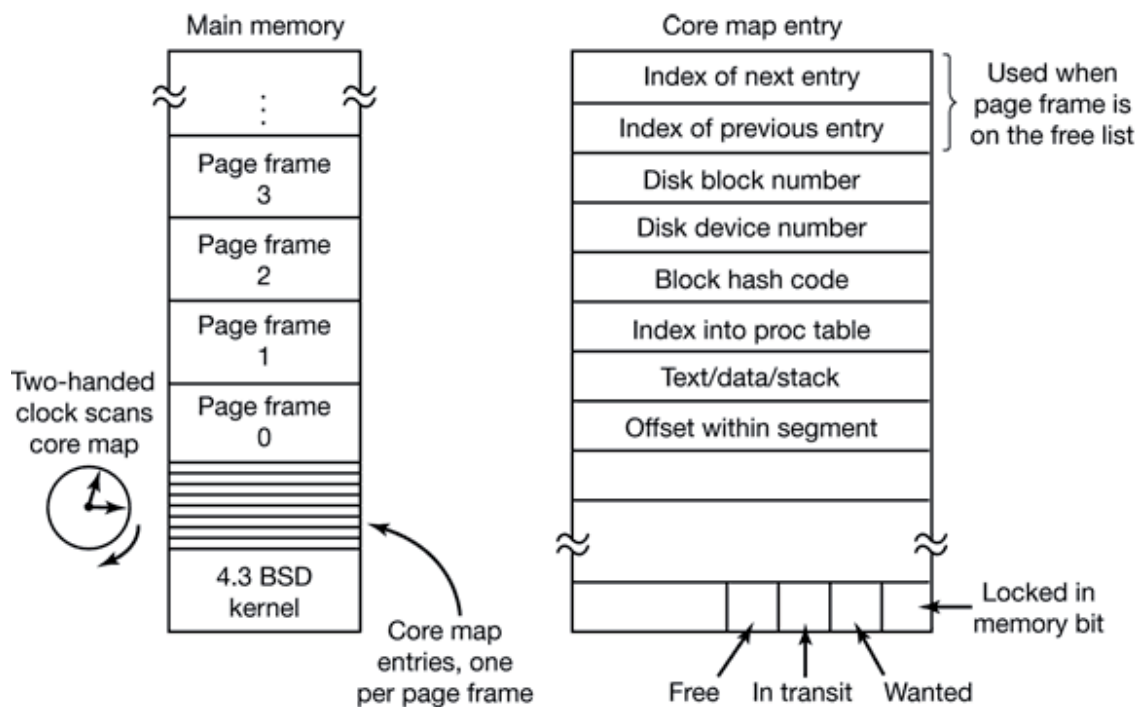 Main memory
Page frame
3
Page frame
2
Page frame
1
Page frame
0
4.3 BSD
kernel
Two-handed
clock scans
core map
Core map
entries, one
per page frame
Core map entry
Index of next entry
Index of previous entry
Disk block number
Disk device number
Block hash code
Index into proc table
Text/data/stack
Offset within segment
Used when
page frame is
on the free list
Locked in
memory bit
Free
In transit
Wanted